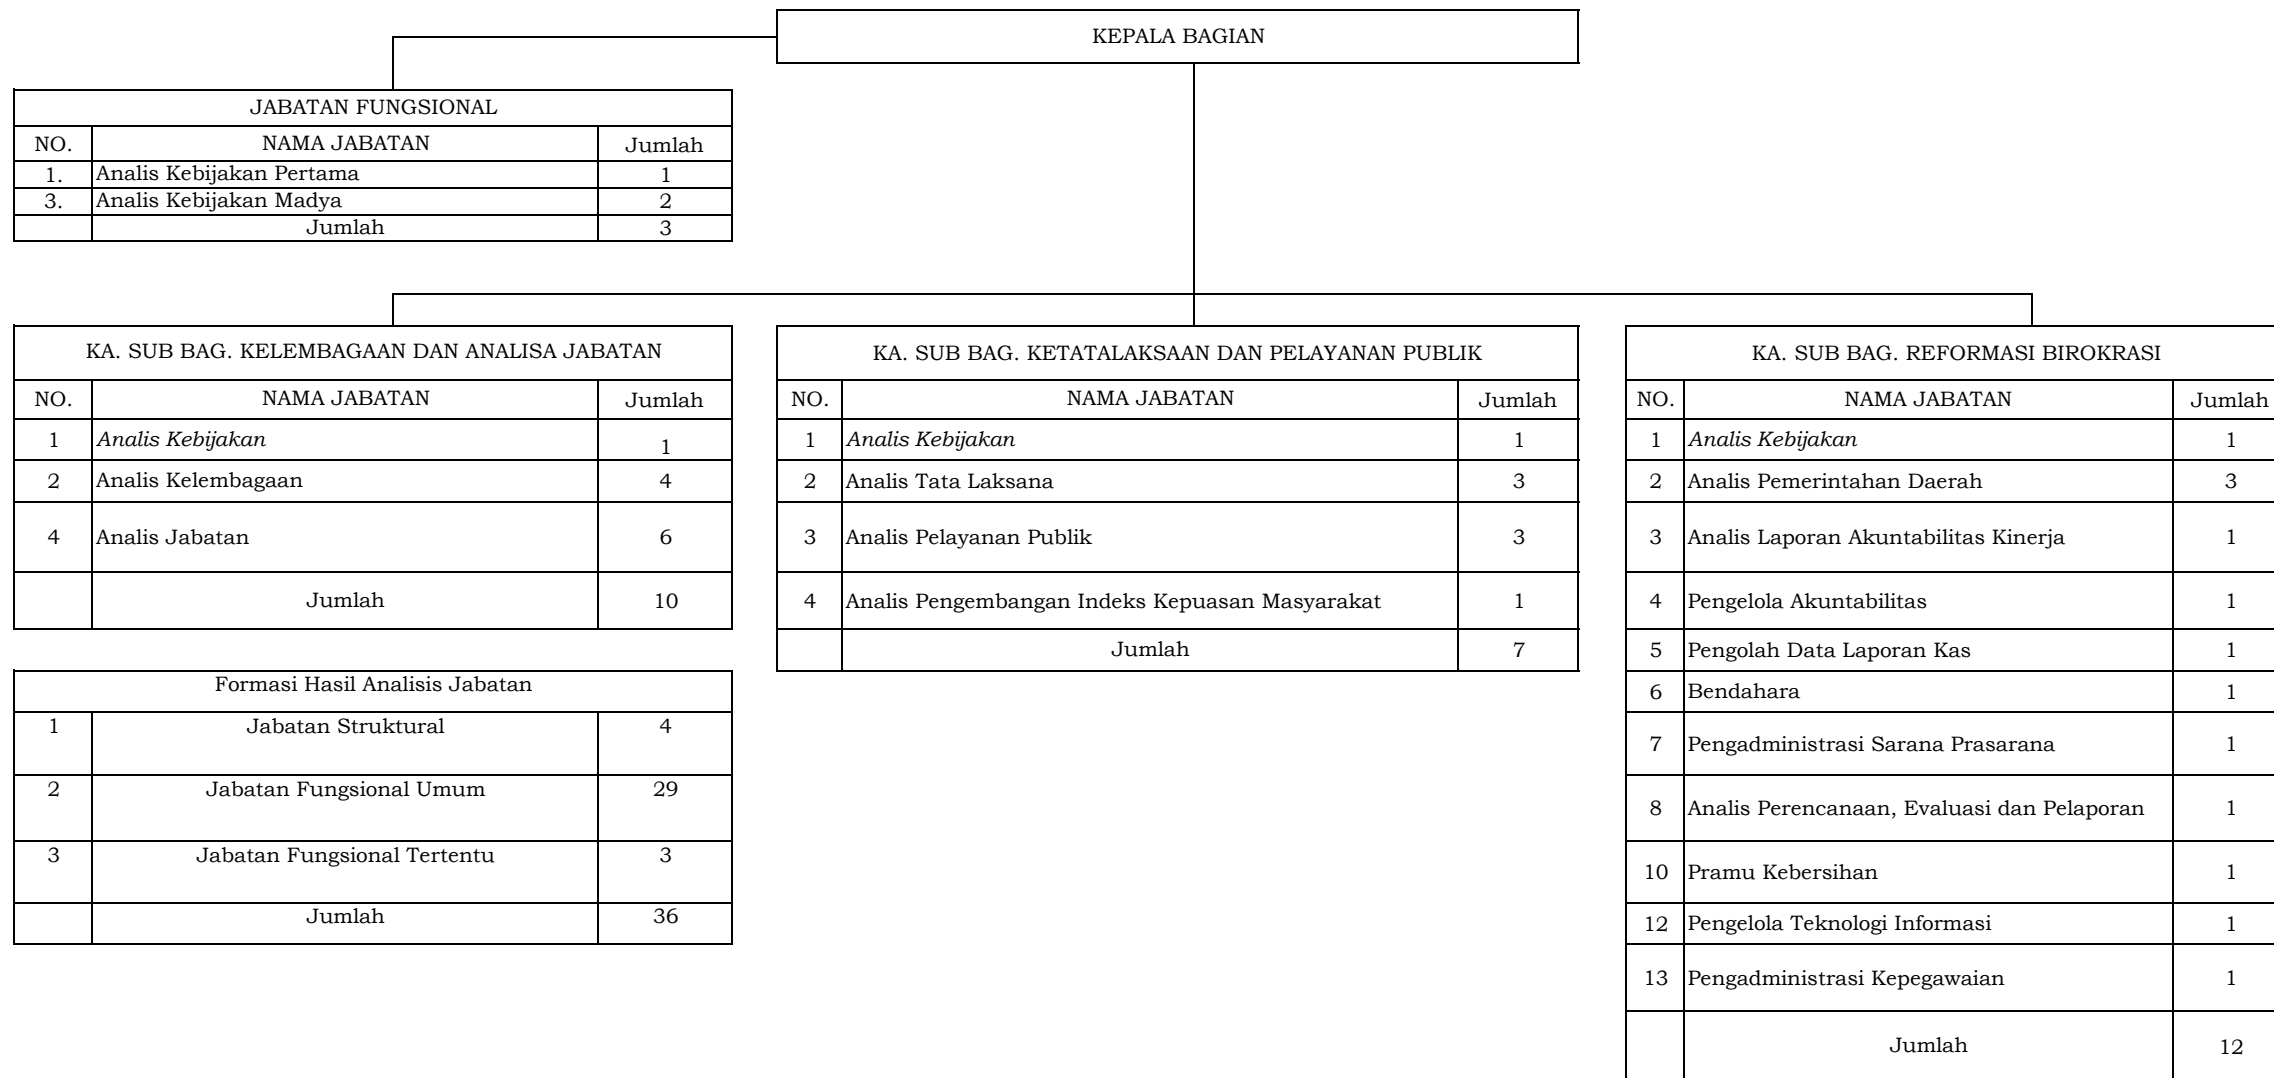 KEPALA BAGIAN
JABATAN FUNGSIONAL
NO. NAMA JABATAN Jumlah
1. Analis Kebijakan Pertama 1
3. Analis Kebijakan Madya 2
Jumlah 3
KA. SUB BAG. KELEMBAGAAN DAN ANALISA JABATAN
NO. NAMA JABATAN Jumlah
1 Analis Kebijakan 1
2 Analis Kelembagaan 4
4 Analis Jabatan 6
Jumlah 10
Formasi Hasil Analisis Jabatan
1 Jabatan Struktural 4
2 Jabatan Fungsional Umum 29
3 Jabatan Fungsional Tertentu 3
Jumlah 36
KA. SUB BAG. KETATALAKSAAN DAN PELAYANAN PUBLIK
NO. NAMA JABATAN Jumlah
1 Analis Kebijakan 1
2 Analis Tata Laksana 3
3 Analis Pelayanan Publik 3
4 Analis Pengembangan Indeks Kepuasan Masyarakat 1
Jumlah 7
KA. SUB BAG. REFORMASI BIROKRASI
NO. NAMA JABATAN Jumlah
1 Analis Kebijakan 1
2 Analis Pemerintahan Daerah 3
3 Analis Laporan Akuntabilitas Kinerja 1
4 Pengelola Akuntabilitas 1
5 Pengolah Data Laporan Kas 1
6 Bendahara 1
7 Pengadministrasi Sarana Prasarana 1
8 Analis Perencanaan, Evaluasi dan Pelaporan 1
10 Pramu Kebersihan 1
12 Pengelola Teknologi Informasi 1
13 Pengadministrasi Kepegawaian 1
Jumlah 12